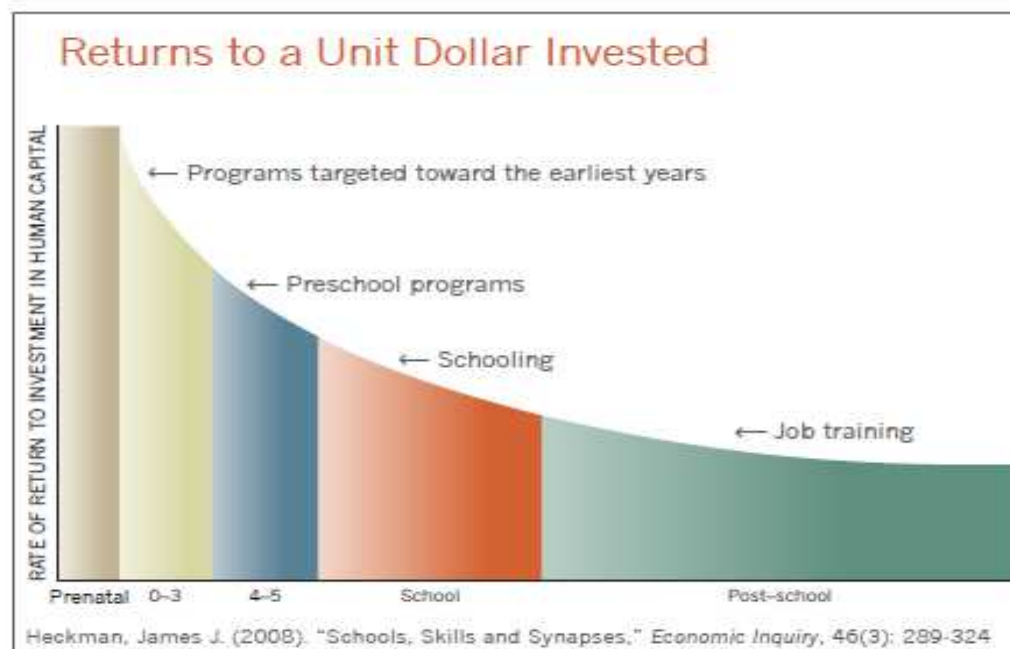 Returns to a Unit Dollar Invested
RATE OF RETURN TO INVESTMENT IN HUMAN CAPITAL
← Programs targeted toward the earliest years
← Preschool programs
← Schooling
← Job training
Prenatal 0–3 4–5 School Post-school
Heckman, James J. (2008). "Schools, Skills and Synapses," Economic Inquiry, 46(3): 289-324